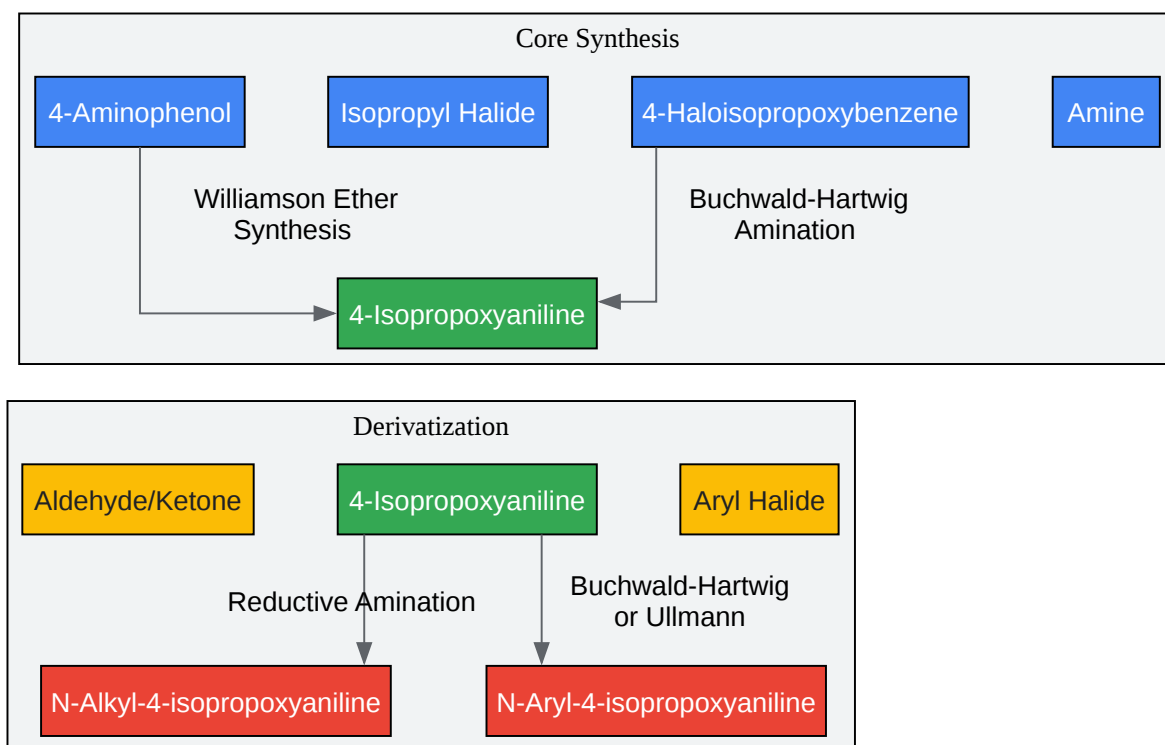 Core Synthesis
4-Aminophenol
Isopropyl Halide
4-Haloisopropoxybenzene
Amine
Williamson Ether
Synthesis
Buchwald-Hartwig
Amination
4-Isopropoxyaniline
Derivatization
Aldehyde/Ketone
4-Isopropoxyaniline
Aryl Halide
Reductive Amination
Buchwald-Hartwig
or Ullmann
N-Alkyl-4-isopropoxyaniline
N-Aryl-4-isopropoxyaniline